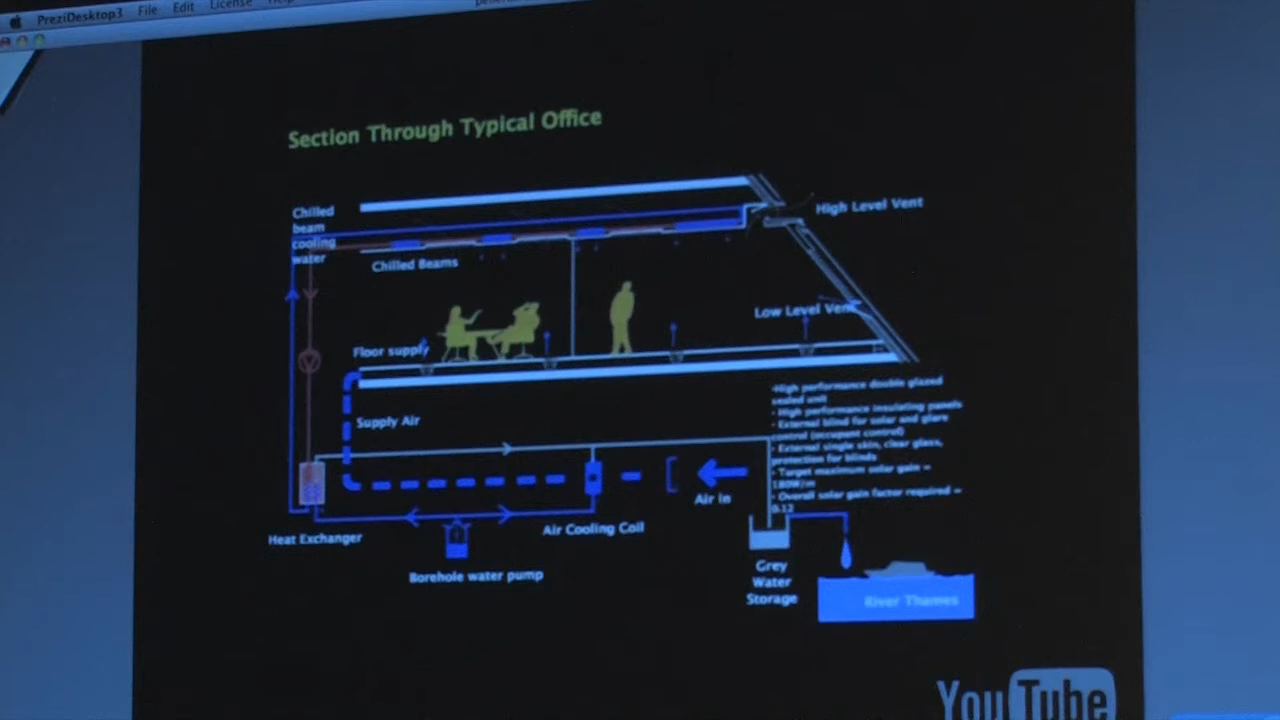 PreziDesktop3 File Edit License Help
Section Through Typical Office
Chilled
beam
cooling
water
High Level Vent
Chilled Beams
Low Level Vent
Floor supply
-High performance double glazed
sealed unit
- High performance insulating panels
- External blind for solar and glare
control (occupant control)
- External single skin, clear glass,
protection for blinds
- Target maximum solar gain =
180W/m
- Overall solar gain factor required =
0.12
Supply Air
Air in
Heat Exchanger
Air Cooling Coil
Borehole water pump
Grey
Water
Storage
River Thames
YouTube